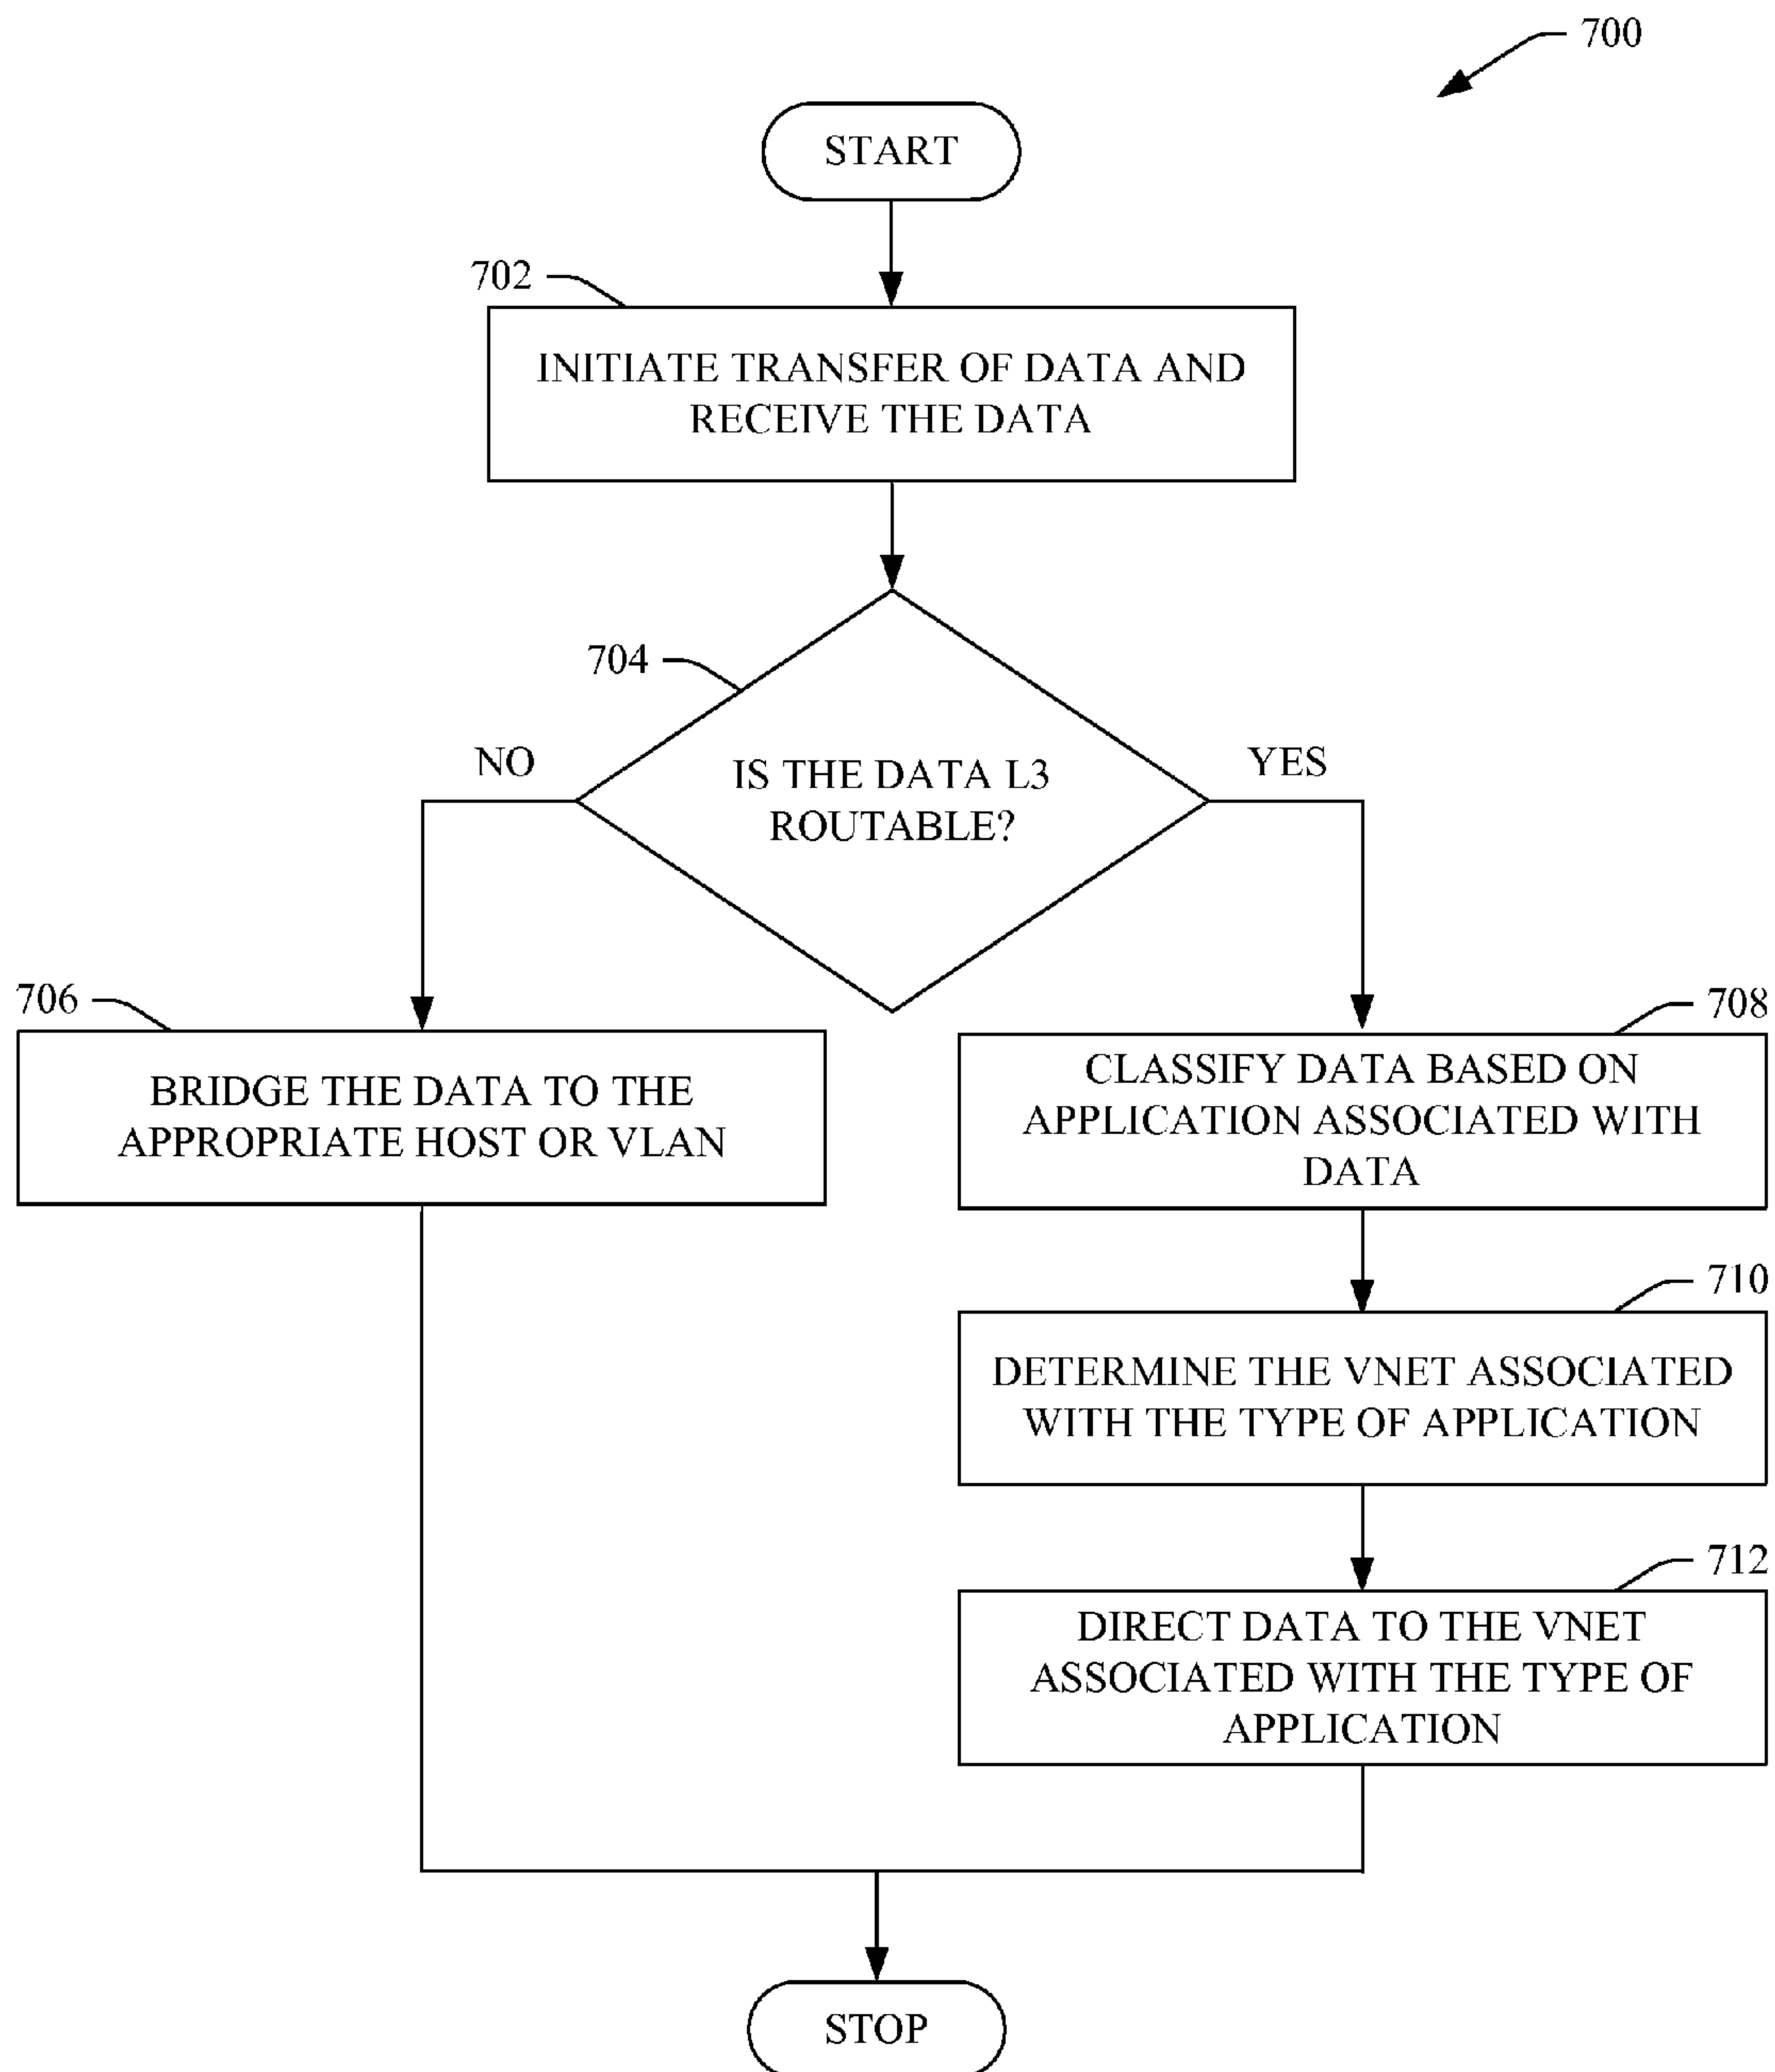 700
START
702
INITIATE TRANSFER OF DATA AND
RECEIVE THE DATA
704
NO
IS THE DATA L3
ROUTABLE?
YES
706
BRIDGE THE DATA TO THE
APPROPRIATE HOST OR VLAN
708
CLASSIFY DATA BASED ON
APPLICATION ASSOCIATED WITH
DATA
710
DETERMINE THE VNET ASSOCIATED
WITH THE TYPE OF APPLICATION
712
DIRECT DATA TO THE VNET
ASSOCIATED WITH THE TYPE OF
APPLICATION
STOP